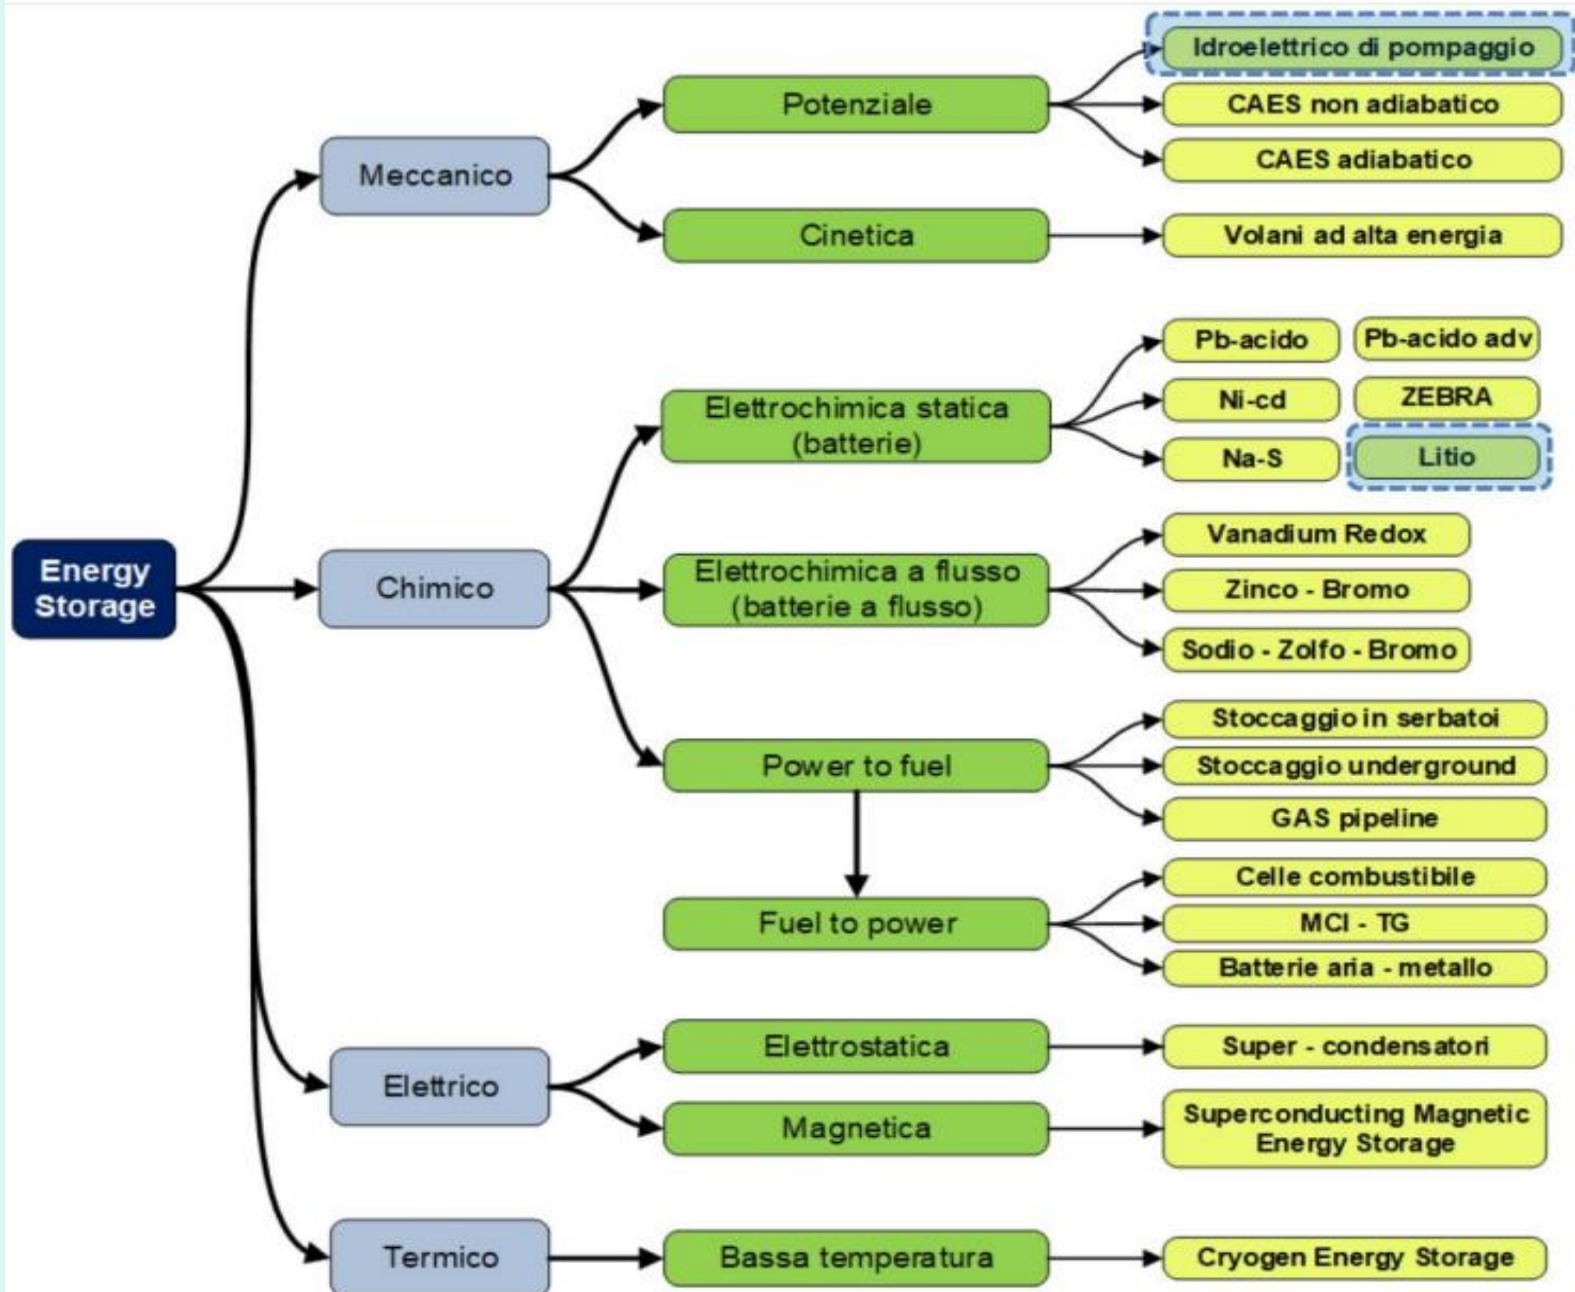 Energy
Storage
Meccanico
Potenziale
Idroelettrico di pompaggio
CAES non adiabatico
CAES adiabatico
Cinetica
Volani ad alta energia
Chimico
Elettrochimica statica
(batterie)
Pb-acido
Pb-acido adv
Ni-cd
ZEBRA
Na-S
Litio
Elettrochimica a flusso
(batterie a flusso)
Vanadium Redox
Zinco - Bromo
Sodio - Zolfo - Bromo
Power to fuel
Stoccaggio in serbatoi
Stoccaggio underground
GAS pipeline
Fuel to power
Celle combustibile
MCI - TG
Batterie aria - metallo
Elettrico
Elettrostatica
Super - condensatori
Magnetica
Superconducting Magnetic
Energy Storage
Termico
Bassa temperatura
Cryogen Energy Storage